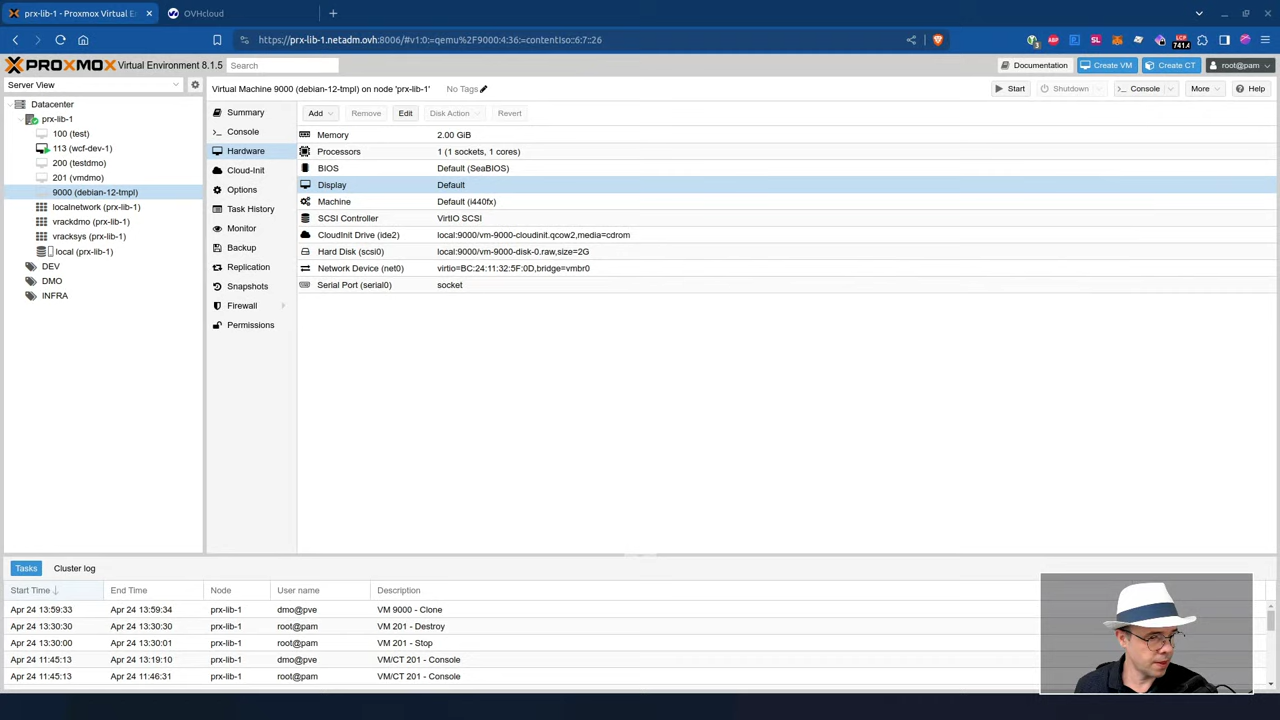 prx-lib-1 - Proxmox Virtual E
OVHcloud
https://prx-lib-1.netadm.ovh:8006/#v1:0:=qemu%2F9000:4:36:=contentIso::6:7::26
PROXMOX Virtual Environment 8.1.5 Search
Documentation Create VM Create CT root@pam
Server View
Datacenter
prx-lib-1
100 (test)
113 (wcf-dev-1)
200 (testdmo)
201 (vmdmo)
9000 (debian-12-tmpl)
localnetwork (prx-lib-1)
vrackdmo (prx-lib-1)
vracksys (prx-lib-1)
local (prx-lib-1)
DEV
DMO
INFRA
Virtual Machine 9000 (debian-12-tmpl) on node 'prx-lib-1' No Tags
Start Shutdown Console More Help
Summary
Console
Hardware
Cloud-Init
Options
Task History
Monitor
Backup
Replication
Snapshots
Firewall
Permissions
Add Remove Edit Disk Action Revert
Memory 2.00 GiB
Processors 1 (1 sockets, 1 cores)
BIOS Default (SeaBIOS)
Display Default
Machine Default (i440fx)
SCSI Controller VirtIO SCSI
CloudInit Drive (ide2) local:9000/vm-9000-cloudinit.qcow2,media=cdrom
Hard Disk (scsi0) local:9000/vm-9000-disk-0.raw,size=2G
Network Device (net0) virtio=BC:24:11:32:5F:0D,bridge=vmbr0
Serial Port (serial0) socket
Tasks Cluster log
Start Time End Time Node User name Description
Apr 24 13:59:33 Apr 24 13:59:34 prx-lib-1 dmo@pve VM 9000 - Clone
Apr 24 13:30:30 Apr 24 13:30:30 prx-lib-1 root@pam VM 201 - Destroy
Apr 24 13:30:00 Apr 24 13:30:01 prx-lib-1 root@pam VM 201 - Stop
Apr 24 11:45:13 Apr 24 13:19:10 prx-lib-1 dmo@pve VM/CT 201 - Console
Apr 24 11:45:13 Apr 24 11:46:31 prx-lib-1 root@pam VM/CT 201 - Console